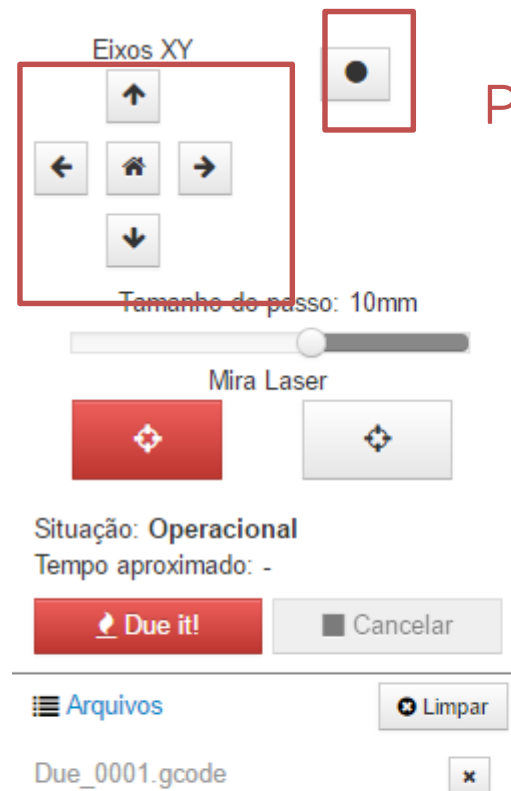 Eixos XY
P
Tamanho do passo: 10mm
Mira Laser
Situação: Operacional
Tempo aproximado: -
Due it! Cancelar
Arquivos Limpar
Due_0001.gcode